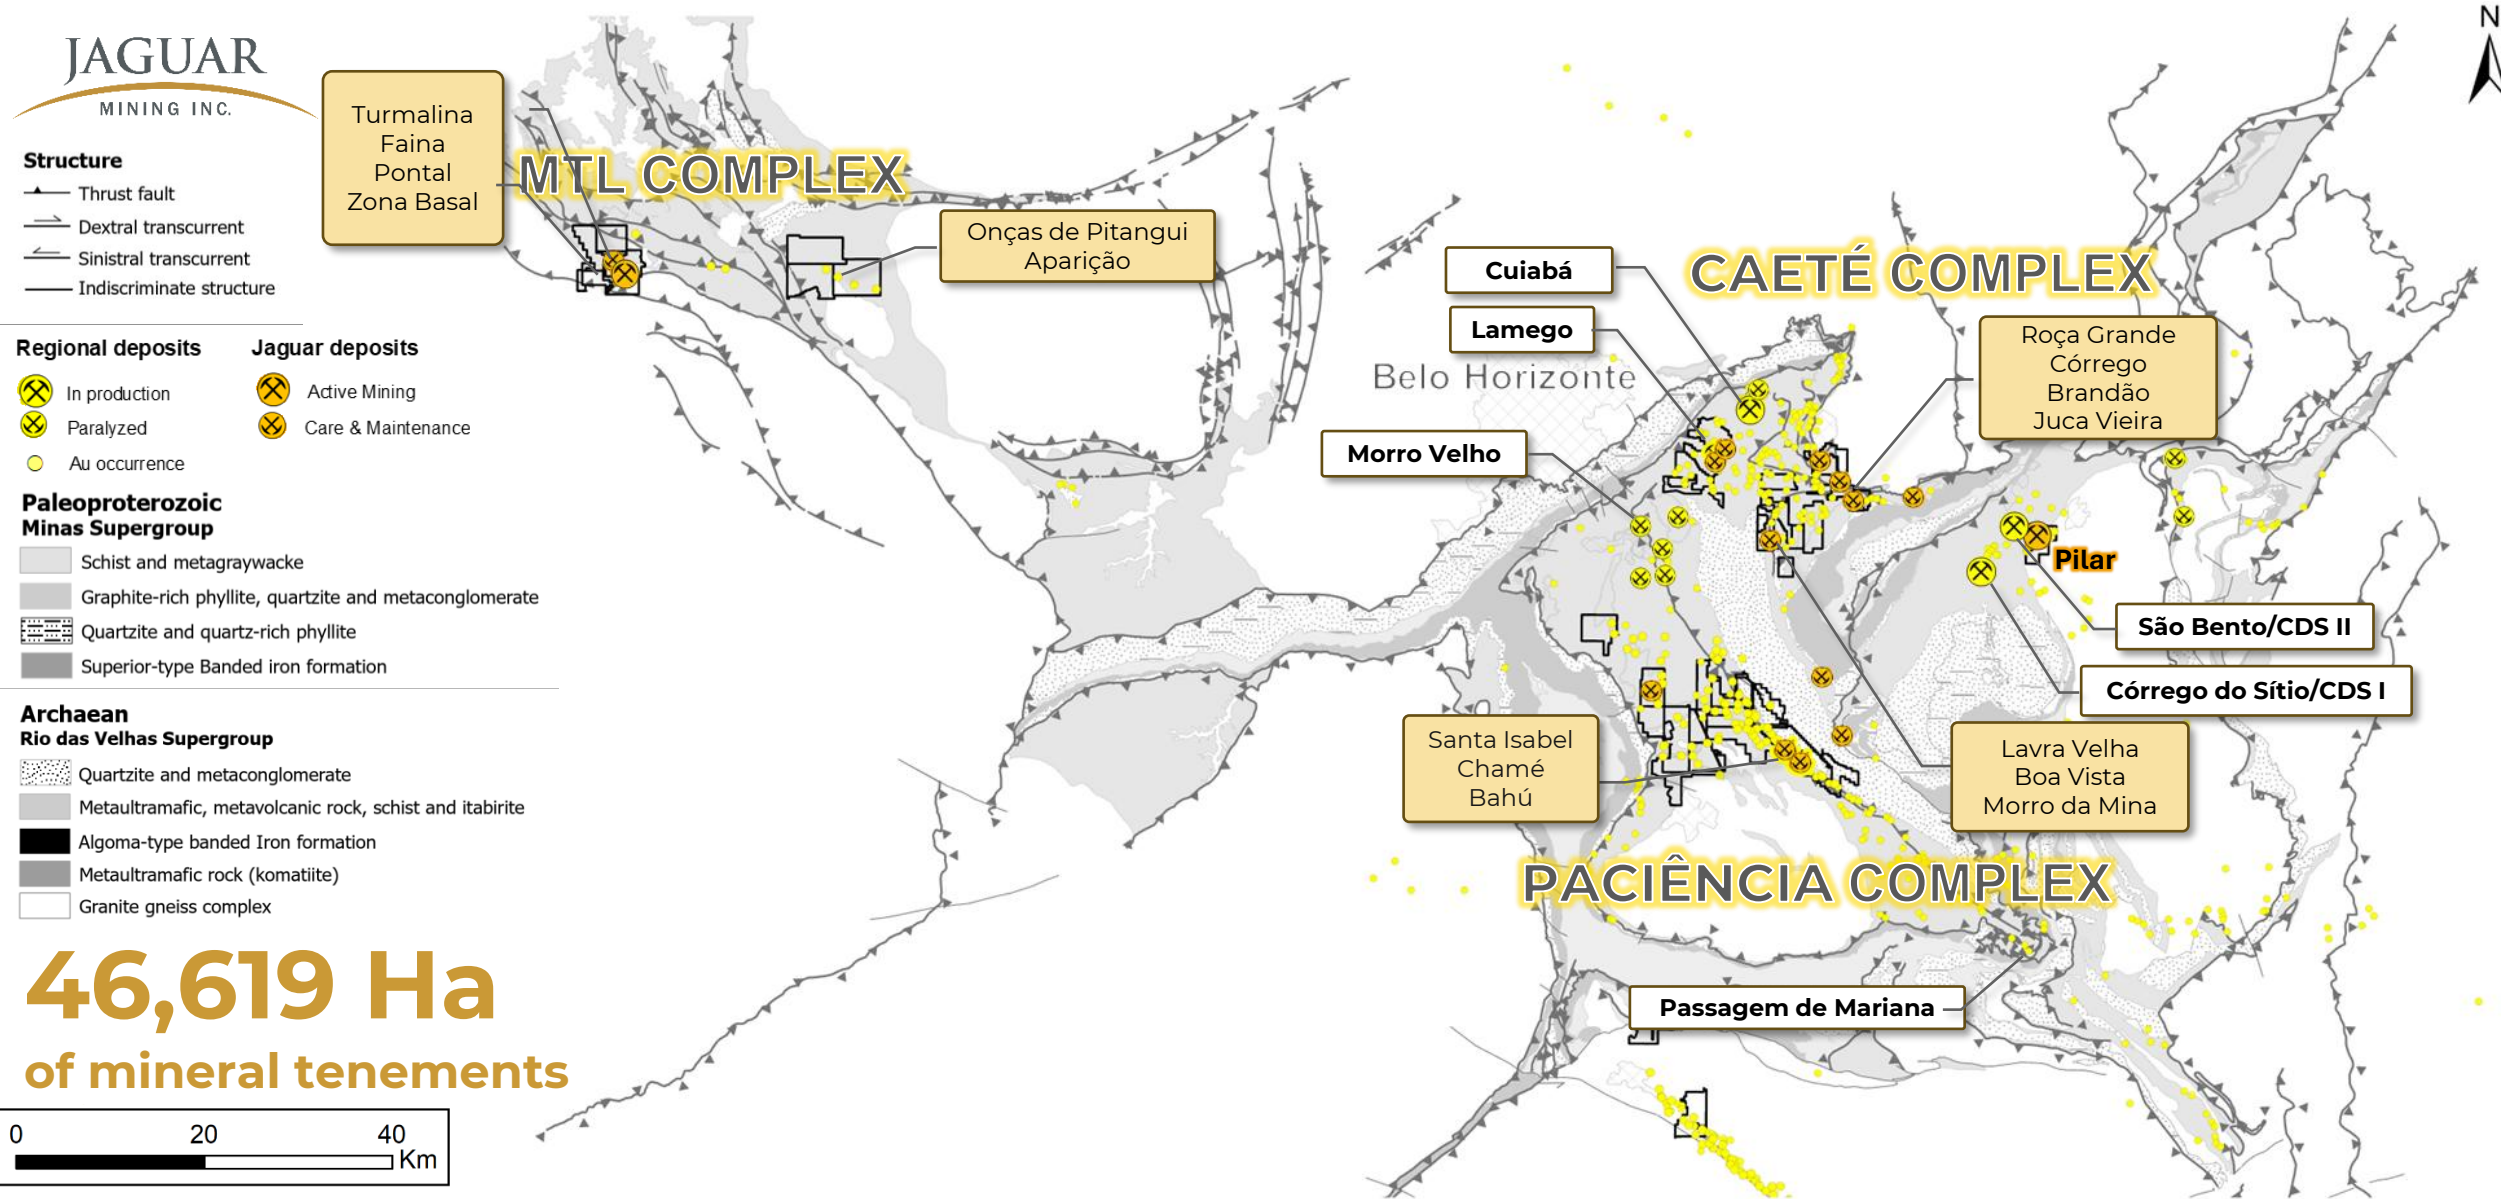 JAGUAR
MINING INC.
Structure
Thrust fault
Dextral transcurrent
Sinistral transcurrent
Indiscriminate structure
Regional deposits
In production
Paralyzed
Au occurrence
Jaguar deposits
Active Mining
Care & Maintenance
Paleoproterozoic
Minas Supergroup
Schist and metagraywacke
Graphite-rich phyllite, quartzite and metaconglomerate
Quartzite and quartz-rich phyllite
Superior-type Banded iron formation
Archaean
Rio das Velhas Supergroup
Quartzite and metaconglomerate
Metaultramafic, metavolcanic rock, schist and itabirite
Algoma-type banded Iron formation
Metaultramafic rock (komatiite)
Granite gneiss complex
46,619 Ha
of mineral tenements
0 20 40
Km
Turmalina
Faina
Pontal
Zona Basal
MTL COMPLEX
Onças de Pitangui
Aparição
N
Cuiabá
Lamego
Belo Horizonte
Morro Velho
CAETÉ COMPLEX
Roça Grande
Córrego
Brandão
Juca Vieira
Pilar
São Bento/CDS II
Córrego do Sítio/CDS I
Lavra Velha
Boa Vista
Morro da Mina
Santa Isabel
Chamé
Bahú
PACIÊNCIA COMPLEX
Passagem de Mariana